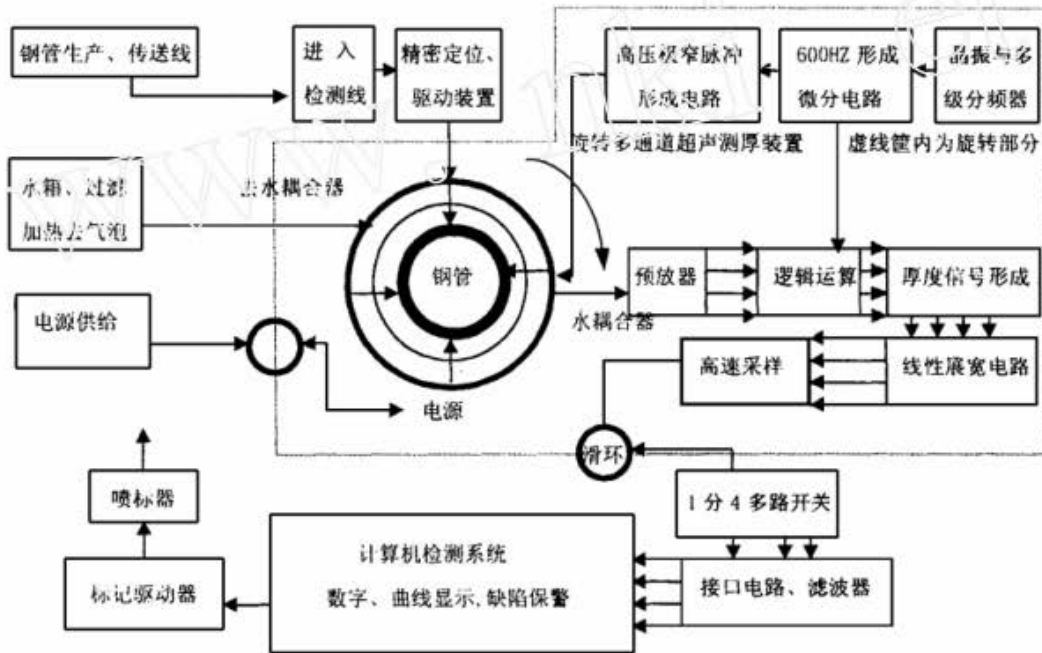 钢管生产、传送线
进 入
检测线
精密定位、
驱动装置
高压极窄脉冲
形成电路
600HZ 形成
微分电路
晶振与多
级分频器
旋转多通道超声测厚装置
虚线筐内为旋转部分
水箱、过滤
加热去气泡
去水耦合器
钢管
预放器
逻辑运算
厚度信号形成
水耦合器
电源供给
高速采样
线性展宽电路
电源
滑环
喷标器
1 分 4 多路开关
计算机检测系统
数字、曲线显示,缺陷保警
标记驱动器
接口电路、滤波器